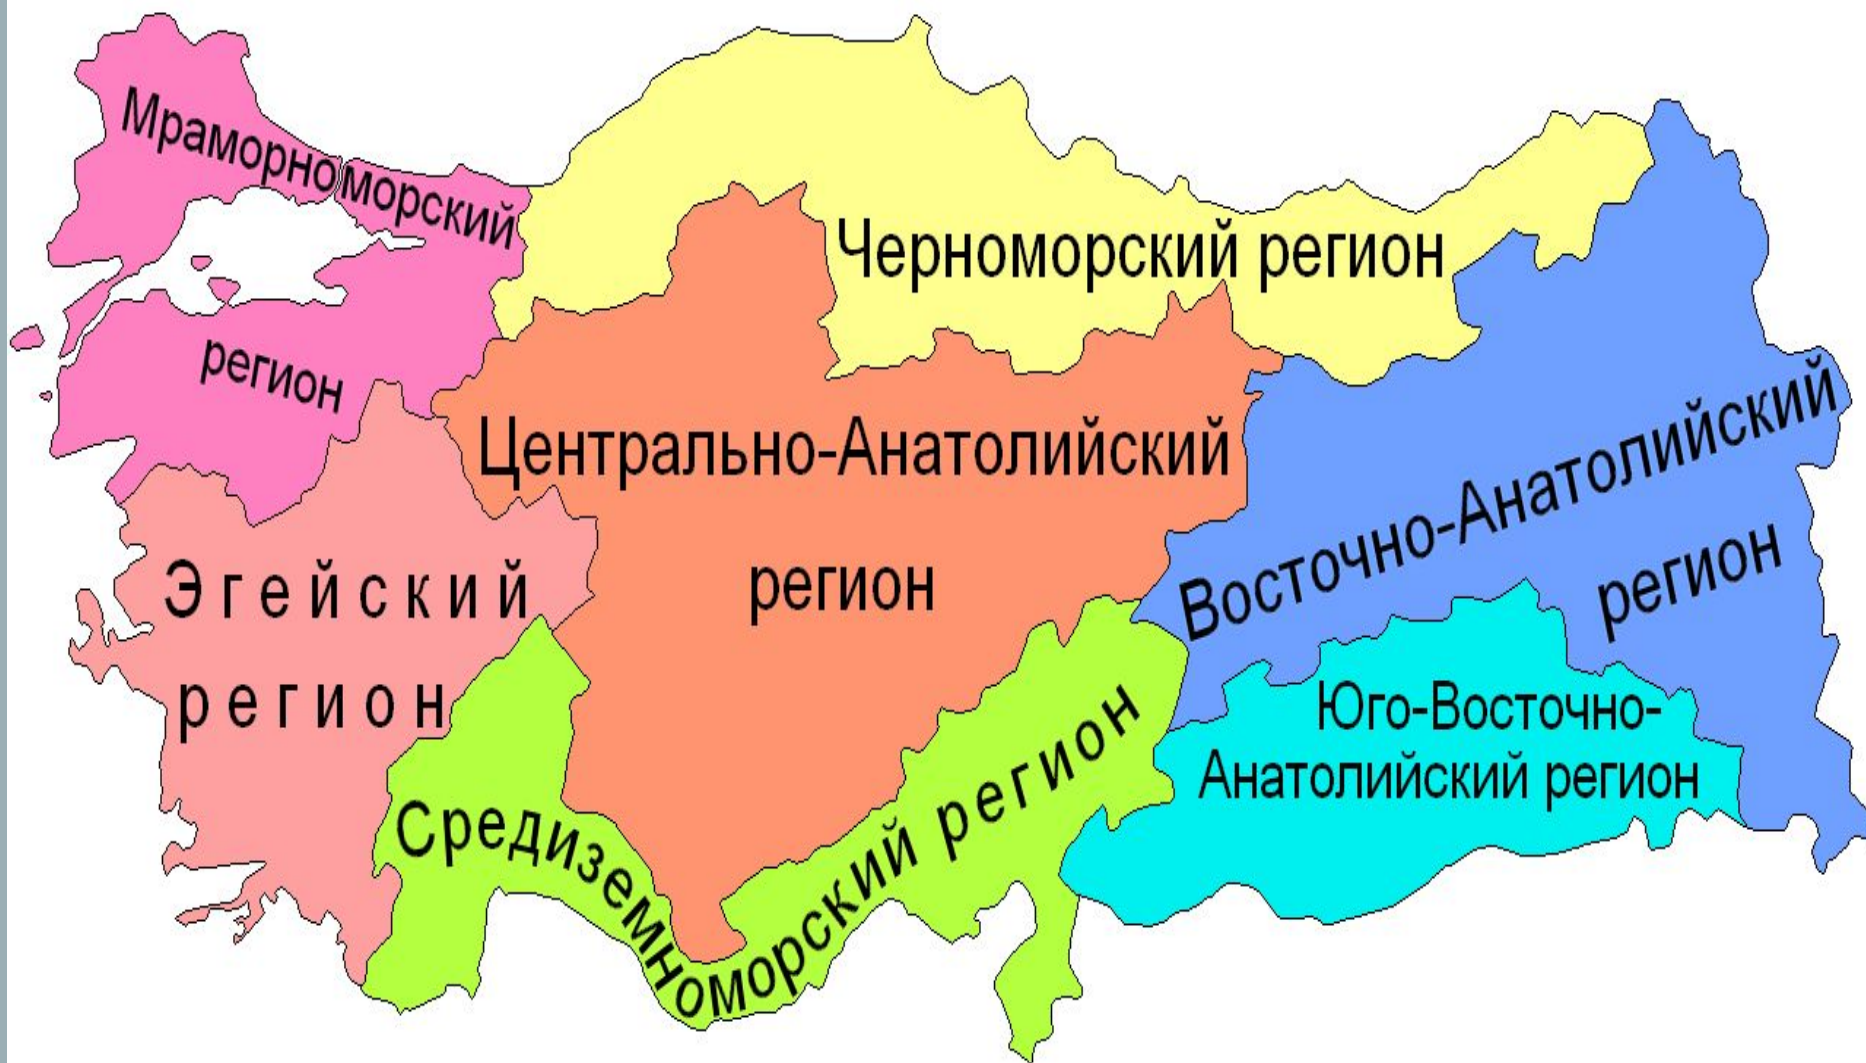 Мраморноморский
регион
Черноморский регион
Центрально-Анатолийский
регион
Восточно-Анатолийский
регион
Эгейский
регион
Юго-Восточно-
Анатолийский регион
Средиземноморский регион